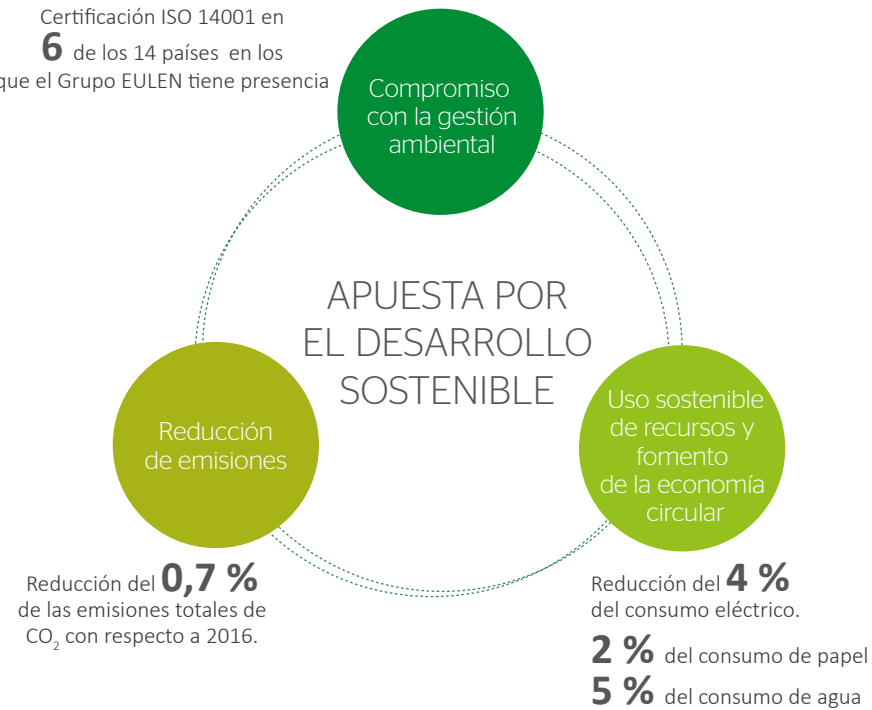 Certificación ISO 14001 en
6 de los 14 países en los
que el Grupo EULEN tiene presencia
Compromiso
con la gestión
ambiental
APUESTA POR
EL DESARROLLO
SOSTENIBLE
Reducción
de emisiones
Uso sostenible
de recursos y
fomento
de la economía
circular
Reducción del 0,7 %
de las emisiones totales de
CO₂ con respecto a 2016.
Reducción del 4 %
del consumo eléctrico.
2 % del consumo de papel
5 % del consumo de agua